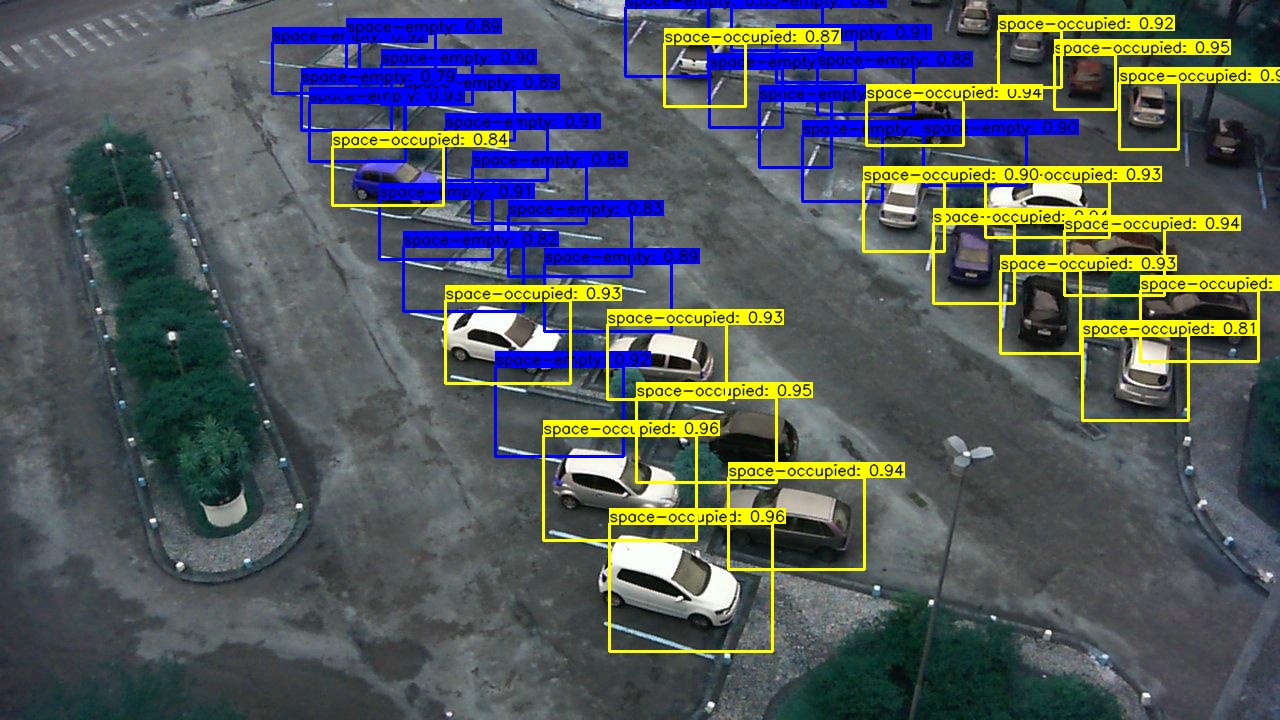 space-occupied: 0.92
space-empty: 0.89
space-occupied: 0.87
space-occupied: 0.95
space-empty: 0.90
space-empty: 0.88
space-empty: 0.79
space-empty: 0.93
space-occupied: 0.94
space-empty: 0.91
space-empty: 0.90
space-occupied: 0.84
space-empty: 0.85
space-occupied: 0.90
space-empty: 0.91
space-empty: 0.83
space-occupied: 0.94
space-empty: 0.82
space-empty: 0.89
space-occupied: 0.93
space-occupied:
space-occupied: 0.93
space-occupied: 0.93
space-occupied: 0.81
space-empty: 0.92
space-occupied: 0.95
space-occupied: 0.96
space-occupied: 0.94
space-occupied: 0.96